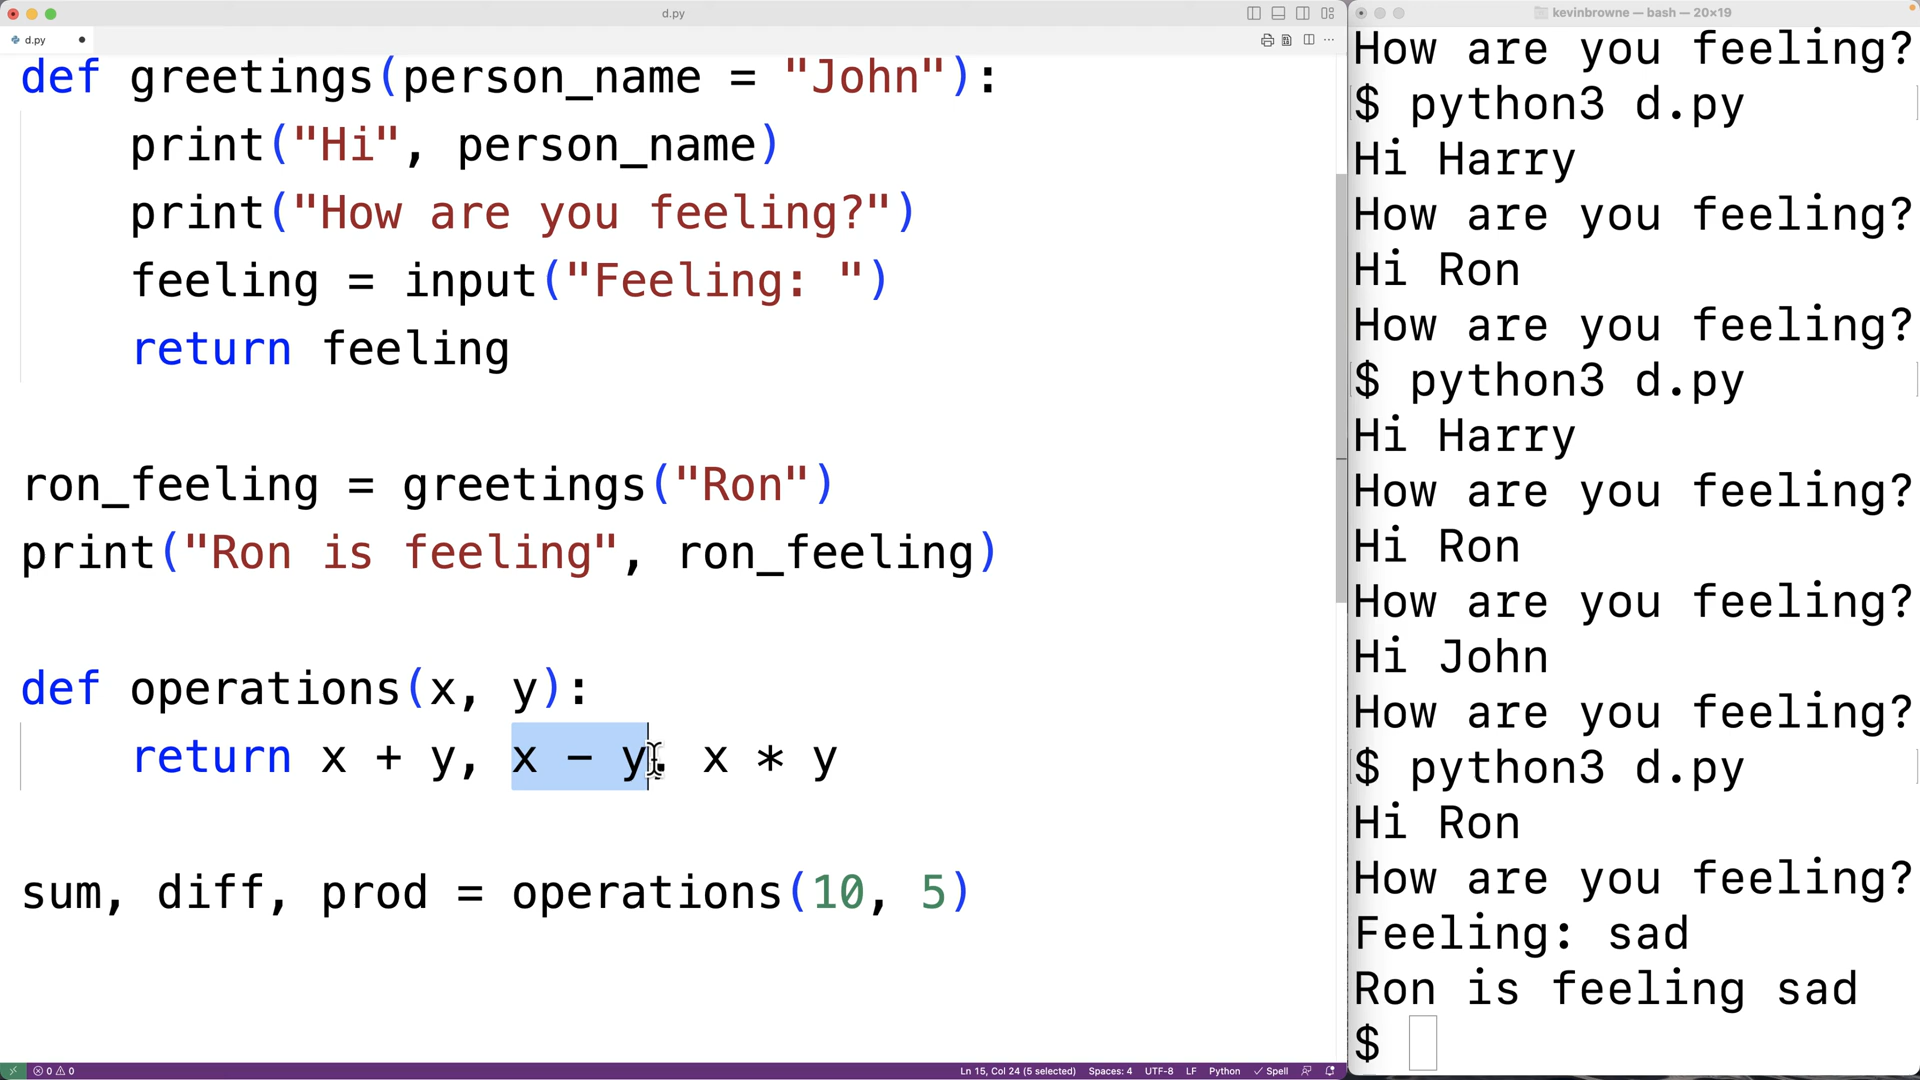 d.py
d.py
def greetings(person_name = "John"):
print("Hi", person_name)
print("How are you feeling?")
feeling = input("Feeling: ")
return feeling
ron_feeling = greetings("Ron")
print("Ron is feeling", ron_feeling)
def operations(x, y):
return x + y, x - y, x * y
sum, diff, prod = operations(10, 5)
0 0 Ln 15, Col 24 (5 selected) Spaces: 4 UTF-8 LF Python Spell
kevinbrowne — bash — 20×19
How are you feeling?
$ python3 d.py
Hi Harry
How are you feeling?
Hi Ron
How are you feeling?
$ python3 d.py
Hi Harry
How are you feeling?
Hi Ron
How are you feeling?
Hi John
How are you feeling?
$ python3 d.py
Hi Ron
How are you feeling?
Feeling: sad
Ron is feeling sad
$